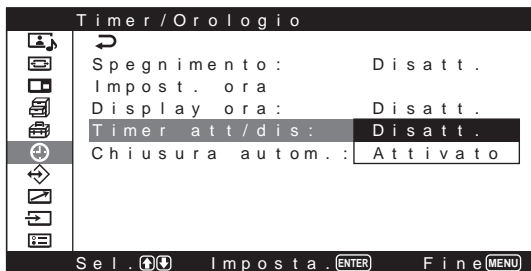 Timer/Orologio
Spegnimento: Disatt.
Impost. ora
Display ora: Disatt.
Timer att/dis: Disatt.
Chiusura autom.: Attivato
Sel. Imposta. ENTER Fine MENU